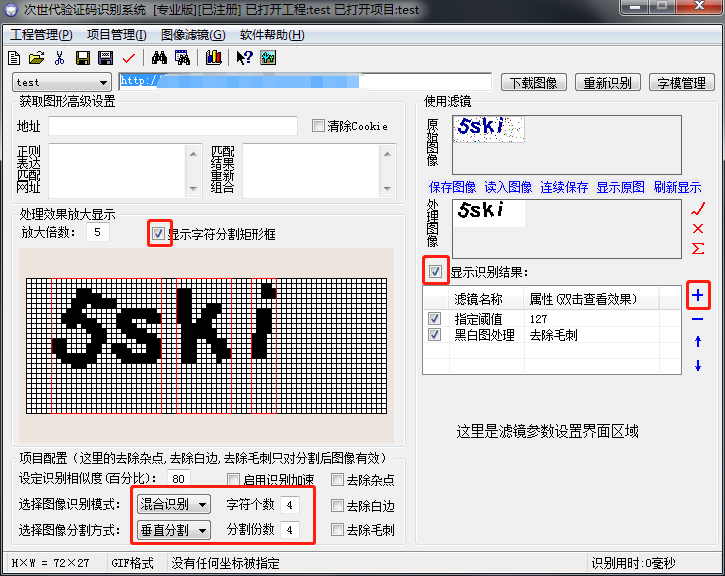 次世代验证码识别系统 [专业版][已注册] 已打开工程:test 已打开项目:test
工程管理(P) 项目管理(I) 图像滤镜(G) 软件帮助(H)
test http:/ 下载图像 重新识别 字模管理
获取图形高级设置
地址 清除Cookie
正则表达匹配网址
匹配结果重新组合
处理效果放大显示
放大倍数: 5 显示字符分割矩形框
5ski
项目配置(这里的去除杂点,去除白边,去除毛刺只对分割后图像有效)
设定识别相似度(百分比): 80 启用识别加速 去除杂点
选择图像识别模式: 混合识别 字符个数 4 去除白边
选择图像分割方式: 垂直分割 分割份数 4 去除毛刺
使用滤镜
原始图像 5ski
保存图像 读入图像 连续保存 显示原图 刷新显示
处理图像 5ski
显示识别结果:
滤镜名称 属性(双击查看效果)
指定阈值 127
黑白图处理 去除毛刺
这里是滤镜参数设置界面区域
H×W = 72×27 GIF格式 没有任何坐标被指定 识别用时:0毫秒